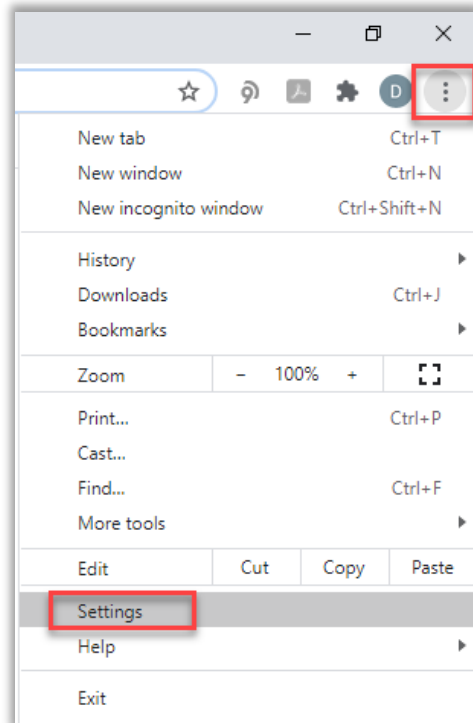 D
New tab Ctrl+T
New window Ctrl+N
New incognito window Ctrl+Shift+N
History
Downloads Ctrl+J
Bookmarks
Zoom - 100% +
Print... Ctrl+P
Cast...
Find... Ctrl+F
More tools
Edit Cut Copy Paste
Settings
Help
Exit